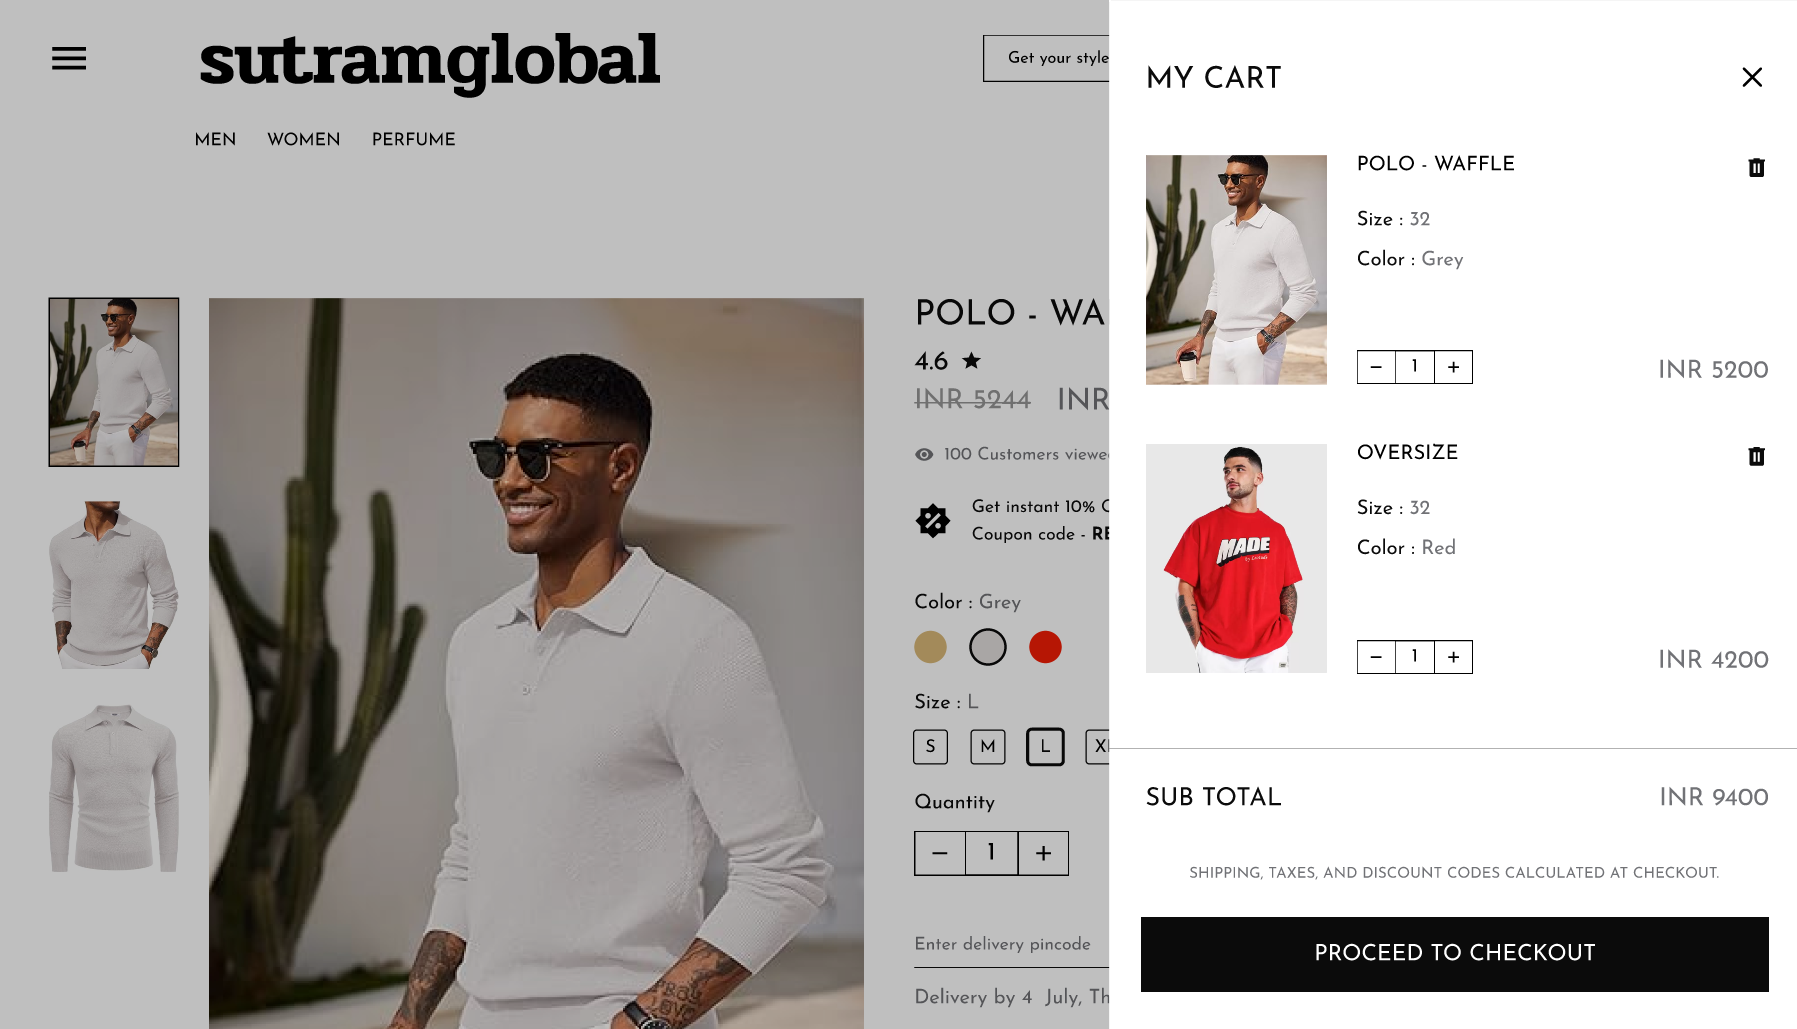 sutramglobal
Get your style
MEN WOMEN PERFUME
POLO - WA
4.6
INR 5244 INR
100 Customers viewe
Get instant 10%
Coupon code - RE
Color : Grey
Size : L
S M L X
Quantity
− 1 +
Enter delivery pincode
Delivery by 4 July, Th
PRAY
LOVE
MY CART
POLO - WAFFLE
Size : 32
Color : Grey
− 1 +
INR 5200
OVERSIZE
Size : 32
Color : Red
MADE
− 1 +
INR 4200
SUB TOTAL
INR 9400
SHIPPING, TAXES, AND DISCOUNT CODES CALCULATED AT CHECKOUT.
PROCEED TO CHECKOUT